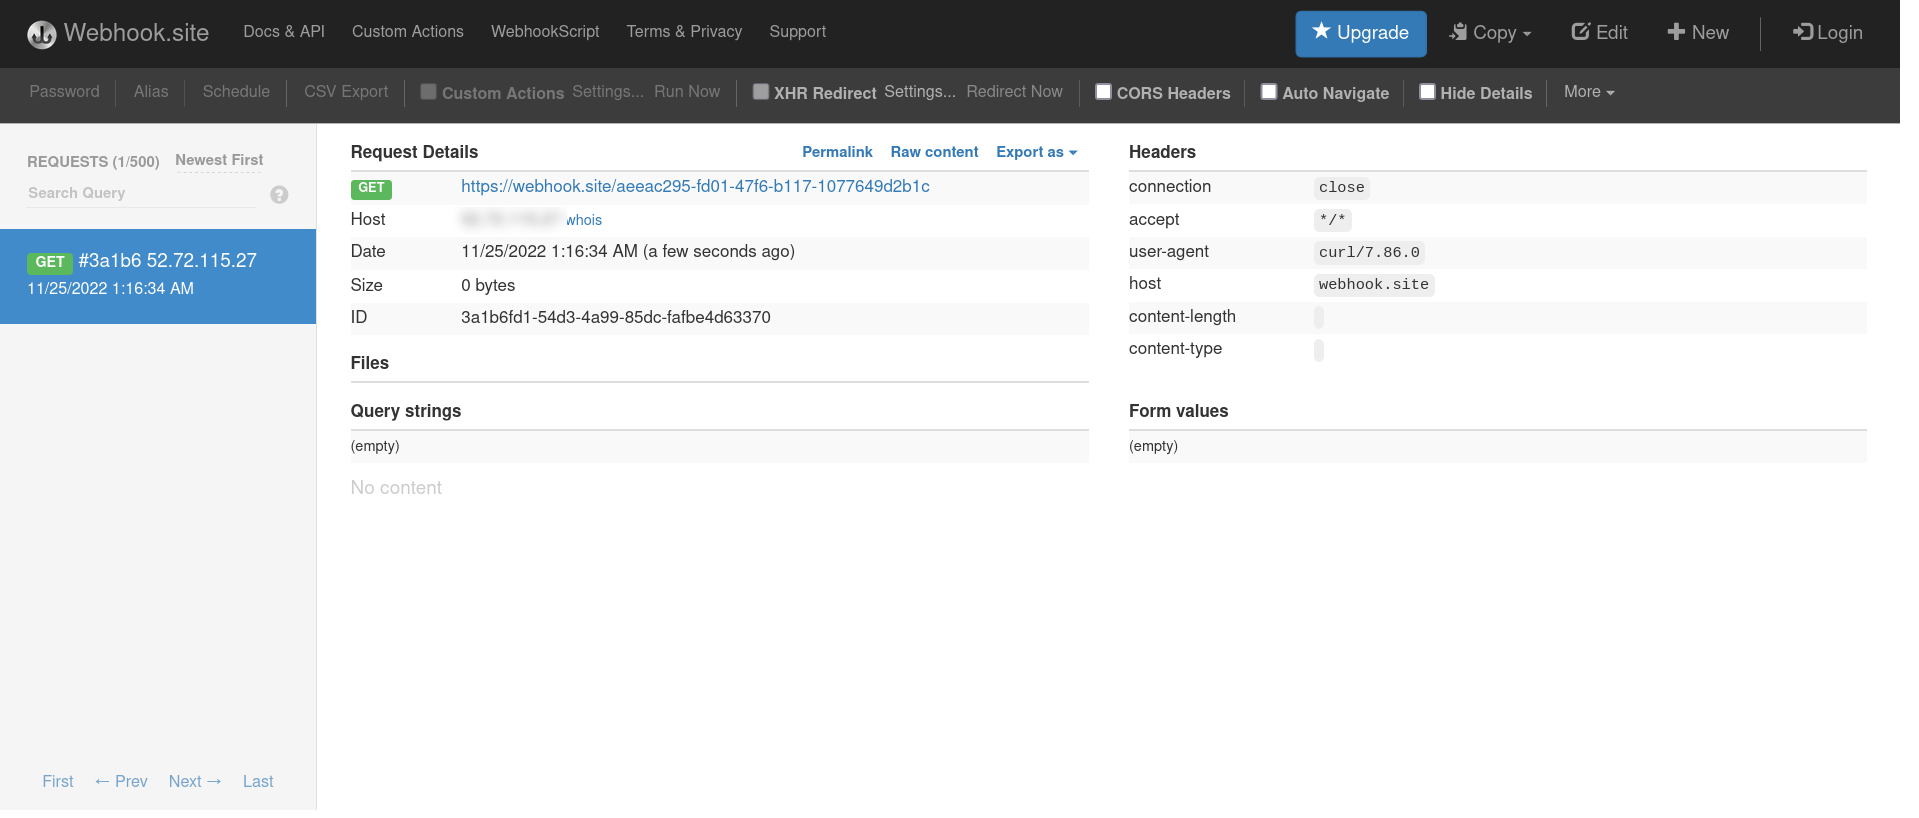 Webhook.site Docs & API Custom Actions WebhookScript Terms & Privacy Support Upgrade Copy Edit New Login
Password Alias Schedule CSV Export Custom Actions Settings... Run Now XHR Redirect Settings... Redirect Now CORS Headers Auto Navigate Hide Details More
REQUESTS (1/500) Newest First
Search Query ?
GET #3a1b6 52.72.115.27
11/25/2022 1:16:34 AM
First ← Prev Next → Last
Request Details Permalink Raw content Export as
GET https://webhook.site/aeeac295-fd01-47f6-b117-1077649d2b1c
Host whois
Date 11/25/2022 1:16:34 AM (a few seconds ago)
Size 0 bytes
ID 3a1b6fd1-54d3-4a99-85dc-fafbe4d63370
Files
Query strings
(empty)
No content
Headers
connection close
accept */*
user-agent curl/7.86.0
host webhook.site
content-length
content-type
Form values
(empty)